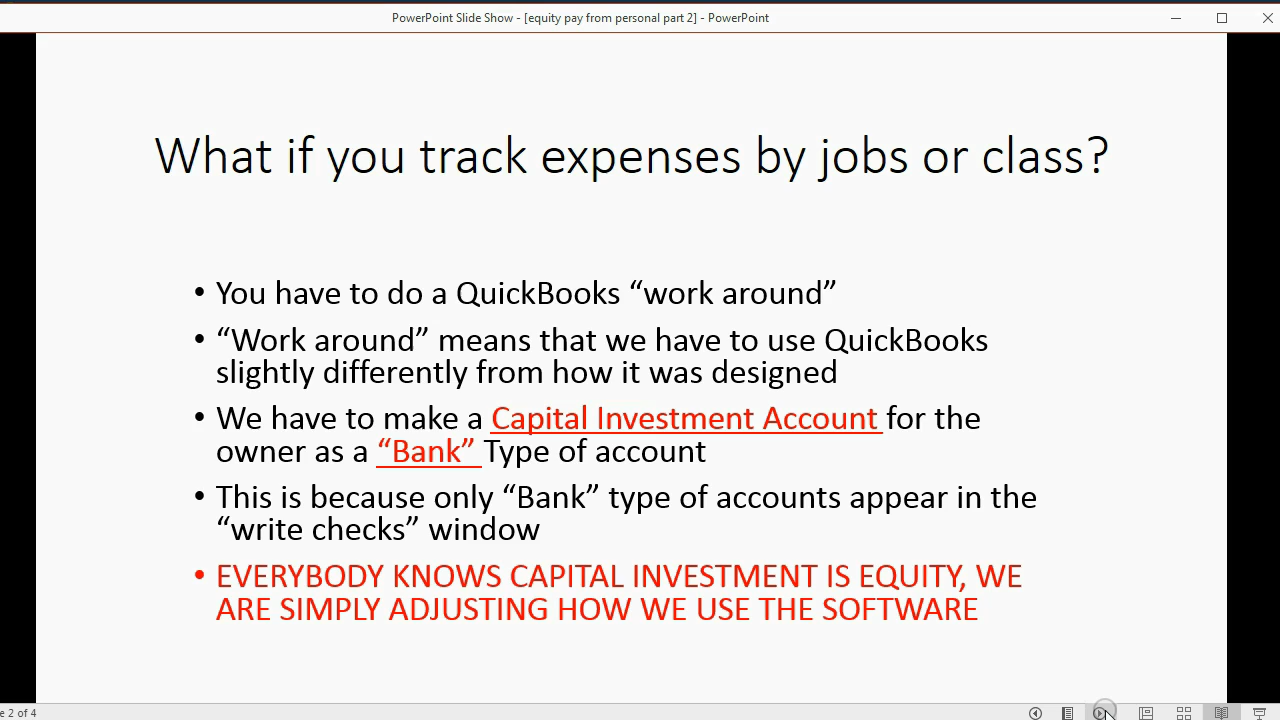 PowerPoint Slide Show - [equity pay from personal part 2] - PowerPoint
What if you track expenses by jobs or class?
• You have to do a QuickBooks “work around”
• “Work around” means that we have to use QuickBooks
slightly differently from how it was designed
• We have to make a Capital Investment Account for the
owner as a “Bank” Type of account
• This is because only “Bank” type of accounts appear in the
“write checks” window
• EVERYBODY KNOWS CAPITAL INVESTMENT IS EQUITY, WE
ARE SIMPLY ADJUSTING HOW WE USE THE SOFTWARE
e 2 of 4